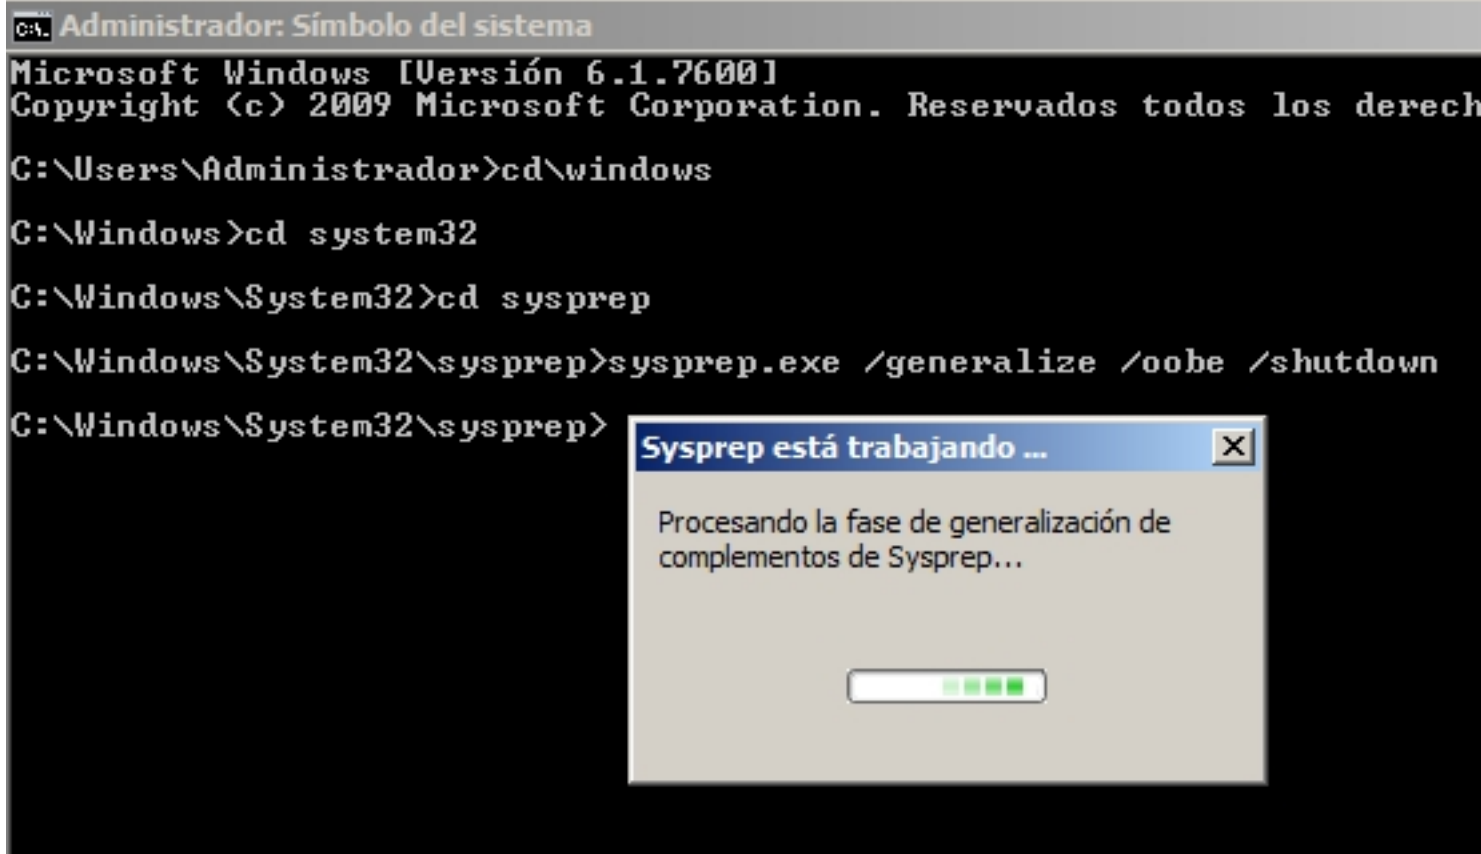 Administrador: Símbolo del sistema
Microsoft Windows [Versión 6.1.7600]
Copyright (c) 2009 Microsoft Corporation. Reservados todos los derech
C:\Users\Administrador>cd\windows
C:\Windows>cd system32
C:\Windows\System32>cd sysprep
C:\Windows\System32\sysprep>sysprep.exe /generalize /oobe /shutdown
C:\Windows\System32\sysprep>
Sysprep está trabajando ...
Procesando la fase de generalización de
complementos de Sysprep...